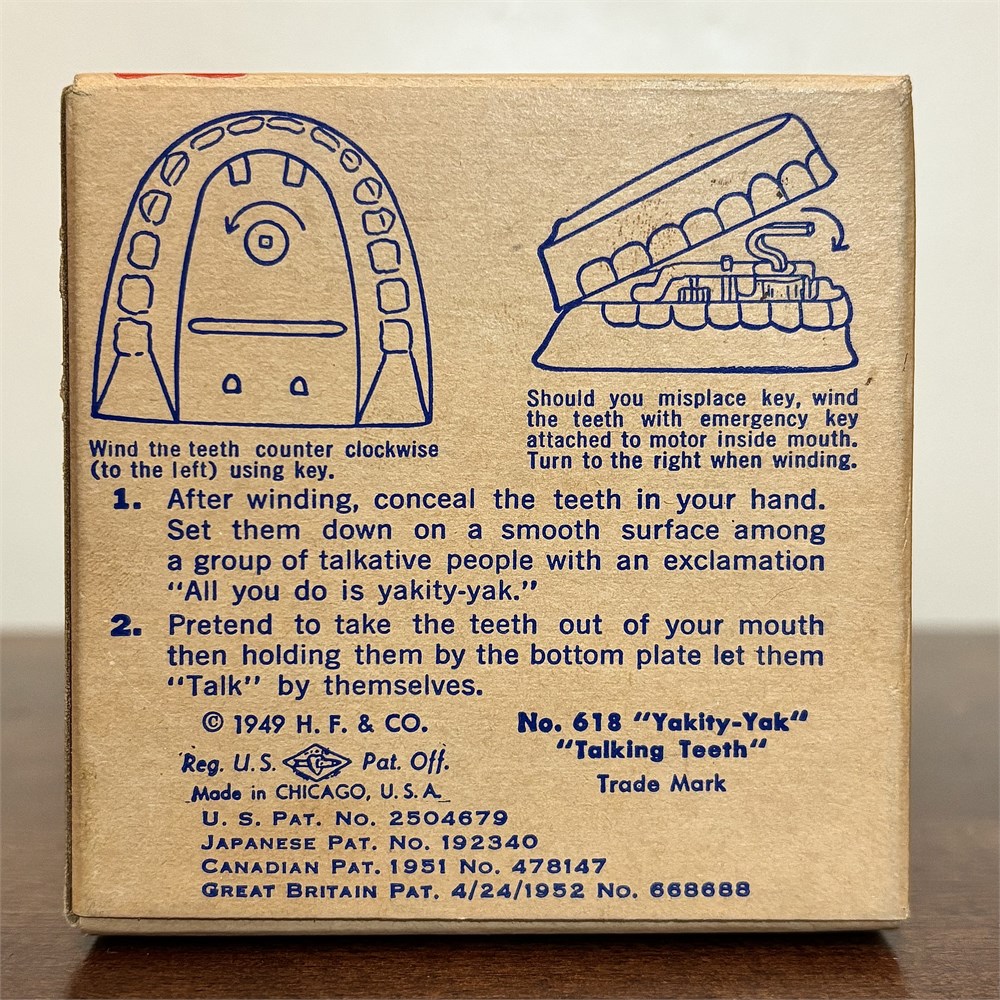 Wind the teeth counter clockwise
(to the left) using key.
Should you misplace key, wind
the teeth with emergency key
attached to motor inside mouth.
Turn to the right when winding.
1. After winding, conceal the teeth in your hand.
Set them down on a smooth surface among
a group of talkative people with an exclamation
“All you do is yakity-yak.”
2. Pretend to take the teeth out of your mouth
then holding them by the bottom plate let them
“Talk” by themselves.
© 1949 H. F. & CO.
Reg. U.S. Pat. Off.
Made in CHICAGO, U. S. A.
No. 618 “Yakity-Yak“
“Talking Teeth“
Trade Mark
U. S. PAT. NO. 2504679
JAPANESE PAT. NO. 192340
CANADIAN PAT. 1951 NO. 478147
GREAT BRITAIN PAT. 4/24/1952 NO. 668688